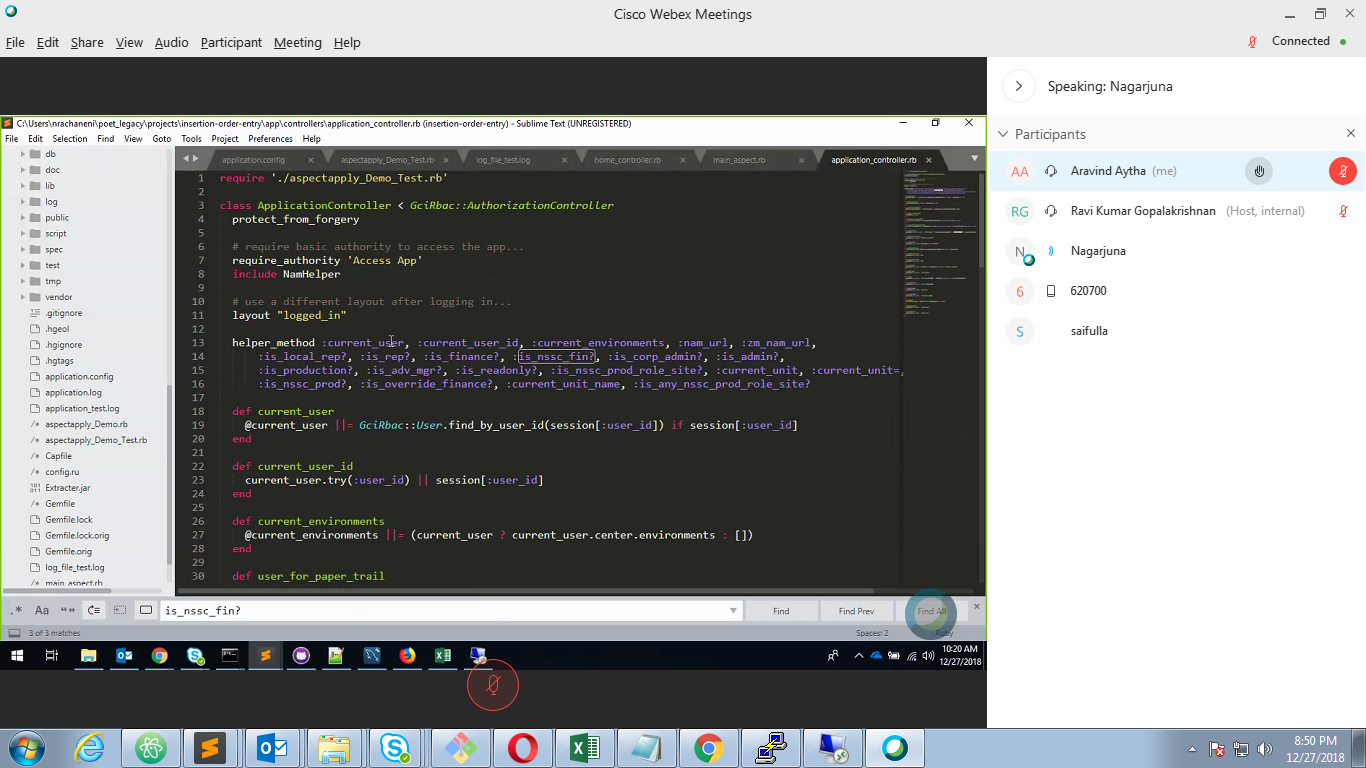 Cisco Webex Meetings
File Edit Share View Audio Participant Meeting Help
Connected
Speaking: Nagarjuna
Participants
AA Aravind Aytha (me)
RG Ravi Kumar Gopalakrishnan (Host, internal)
N Nagarjuna
6 620700
S saifulla
C:\Users\nrachaneni\poet_legacy\projects\insertion-order-entry\app\controllers\application_controller.rb (insertion-order-entry) - Sublime Text (UNREGISTERED)
File Edit Selection Find View Goto Tools Project Preferences Help
db
doc
lib
log
public
script
spec
test
tmp
vendor
.gitignore
.hgeol
.hgignore
.hgtags
application.config
application.log
application_test.log
aspectapply_Demo.rb
aspectapply_Demo_Test.rb
Capfile
config.ru
Extracter.jar
Gemfile
Gemfile.lock
Gemfile.lock.orig
Gemfile.orig
log_file_test.log
main_aspect.rb
application.config aspectapply_Demo_Test.rb log_file_test.log home_controller.rb main_aspect.rb application_controller.rb
1 require './aspectapply_Demo_Test.rb'
2
3 class ApplicationController < GciRbac::AuthorizationController
4 protect_from_forgery
5
6 # require basic authority to access the app...
7 require_authority 'Access App'
8 include NamHelper
9
10 # use a different layout after logging in...
11 layout "logged_in"
12
13 helper_method :current_user, :current_user_id, :current_environments, :nam_url, :zm_nam_url,
14 :is_local_rep?, :is_rep?, :is_finance?, :is_nssc_fin?, :is_corp_admin?, :is_admin?,
15 :is_production?, :is_adv_mgr?, :is_readonly?, :is_nssc_prod_role_site?, :current_unit, :current_unit=,
16 :is_nssc_prod?, :is_override_finance?, :current_unit_name, :is_any_nssc_prod_role_site?
17
18 def current_user
19 @current_user ||= GciRbac::User.find_by_user_id(session[:user_id]) if session[:user_id]
20 end
21
22 def current_user_id
23 current_user.try(:user_id) || session[:user_id]
24 end
25
26 def current_environments
27 @current_environments ||= (current_user ? current_user.center.environments : [])
28 end
29
30 def user_for_paper_trail
.* Aa “” is_nssc_fin? Find Find Prev Find All
3 of 3 matches Spaces: 2 Ruby
10:20 AM
12/27/2018
8:50 PM
12/27/2018